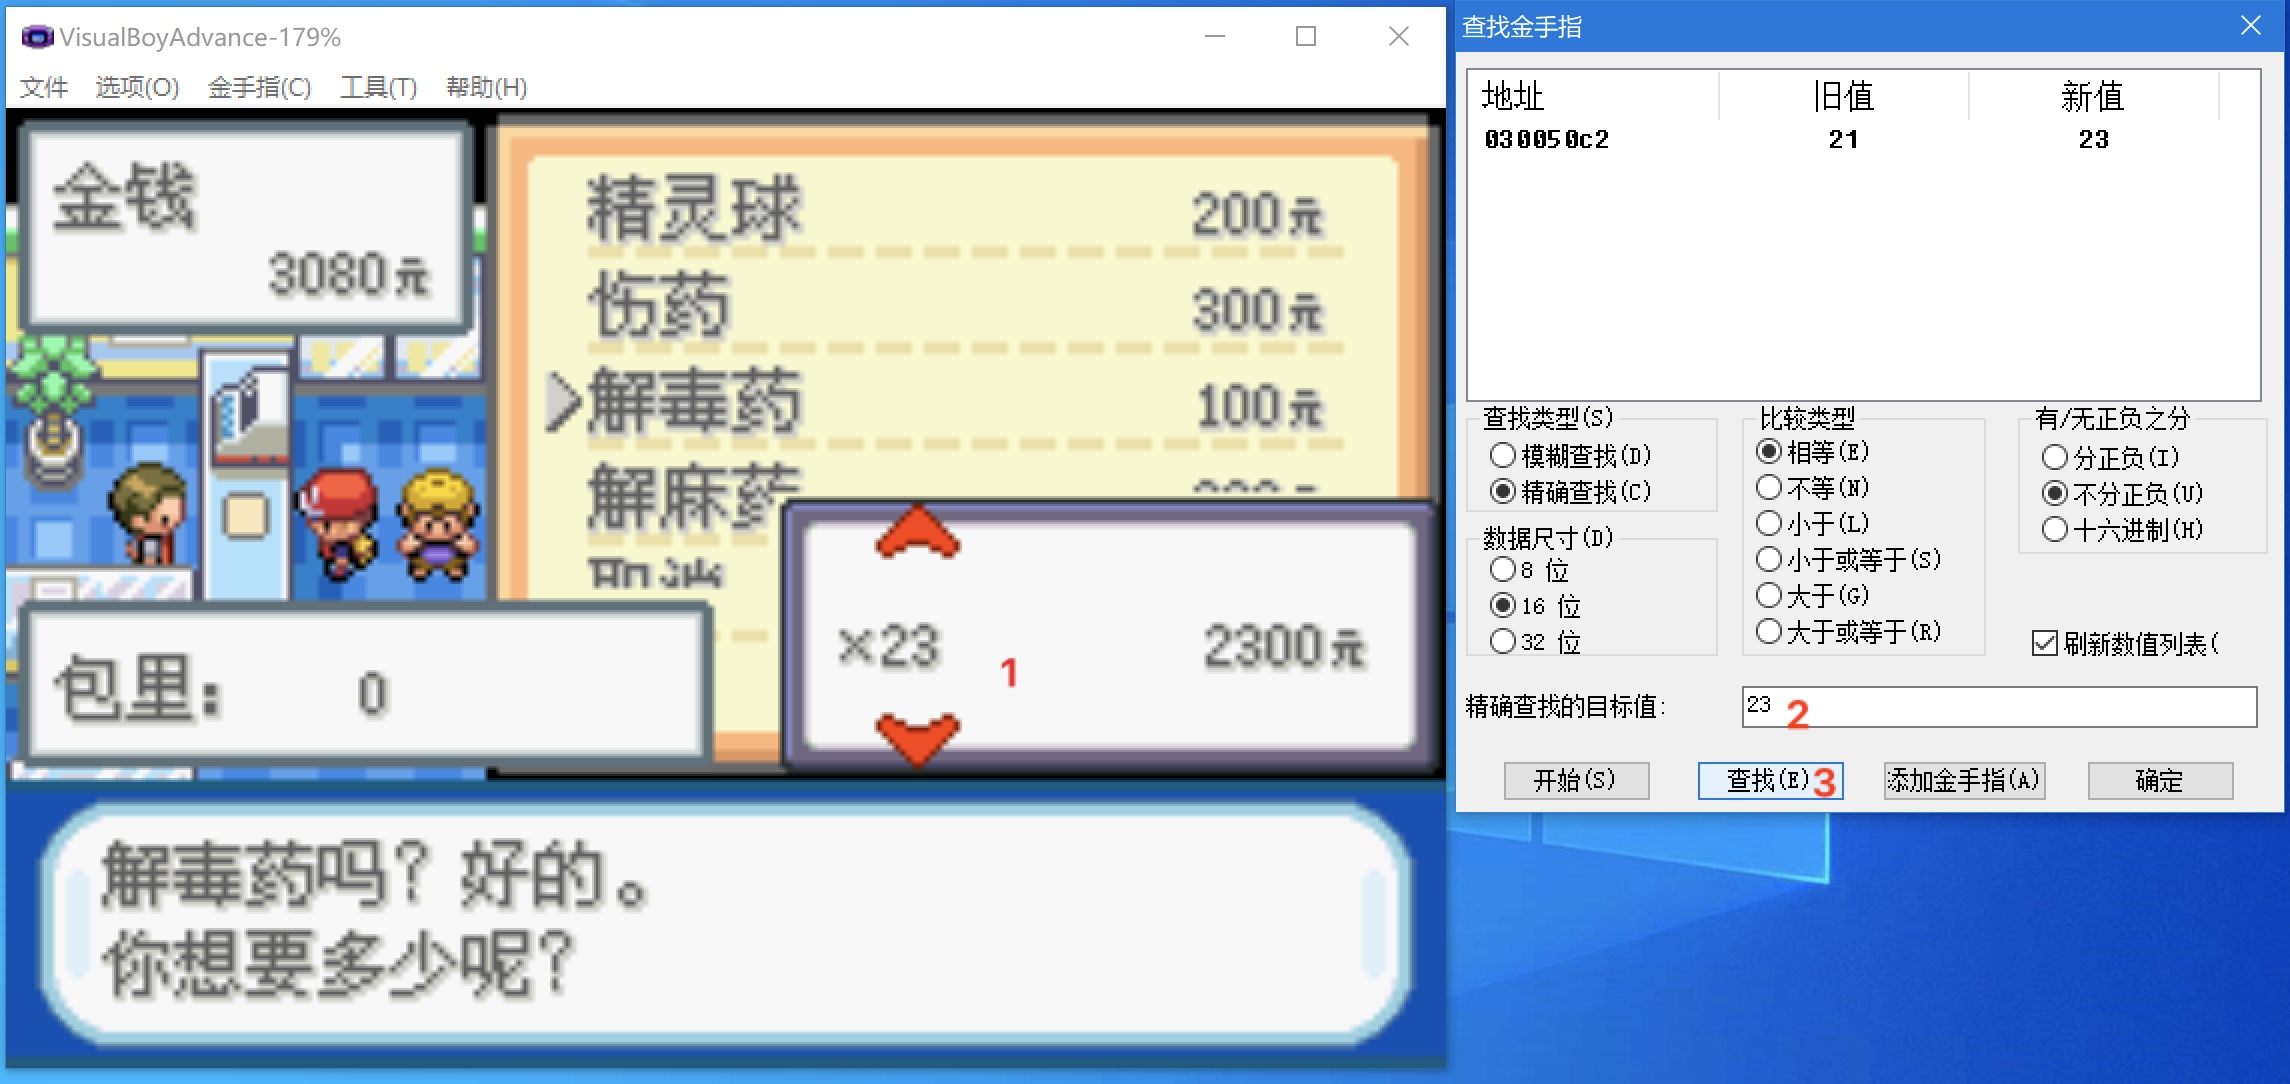 VisualBoyAdvance-179%
文件 选项(O) 金手指(C) 工具(T) 帮助(H)
金钱
3080元
精灵球 200元
伤药 300元
解毒药 100元
解麻药
取消
×23 2300元
1
包里： 0
解毒药吗？好的。
你想要多少呢？
查找金手指
地址 旧值 新值
030050c2 21 23
查找类型(S)
模糊查找(D)
精确查找(C)
数据尺寸(D)
8 位
16 位
32 位
比较类型
相等(E)
不等(N)
小于(L)
小于或等于(S)
大于(G)
大于或等于(R)
有/无正负之分
分正负(I)
不分正负(U)
十六进制(H)
刷新数值列表(
精确查找的目标值: 23 2
开始(S) 查找(E) 3 添加金手指(A) 确定